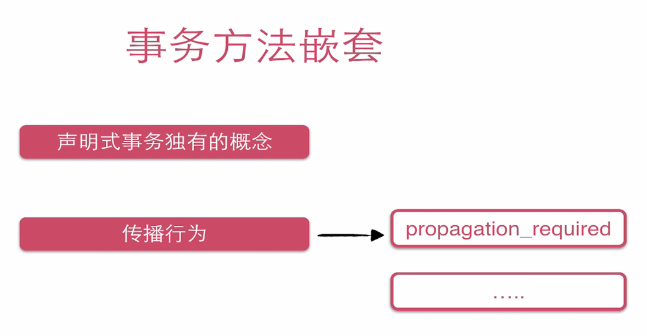 事务方法嵌套
声明式事务独有的概念
传播行为
propagation_required
.....